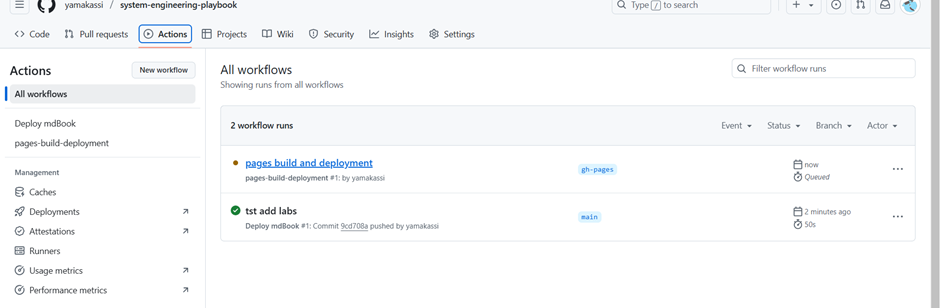 yamakassi / system-engineering-playbook
Type / to search
Code Pull requests Actions Projects Wiki Security Insights Settings
Actions
New workflow
All workflows
Deploy mdBook
pages-build-deployment
Management
Caches
Deployments
Attestations
Runners
Usage metrics
Performance metrics
All workflows
Showing runs from all workflows
Filter workflow runs
2 workflow runs
Event Status Branch Actor
pages build and deployment
pages-build-deployment #1: by yamakassi
gh-pages
now
Queued
tst add labs
Deploy mdBook #1: Commit 9cd708a pushed by yamakassi
main
2 minutes ago
50s